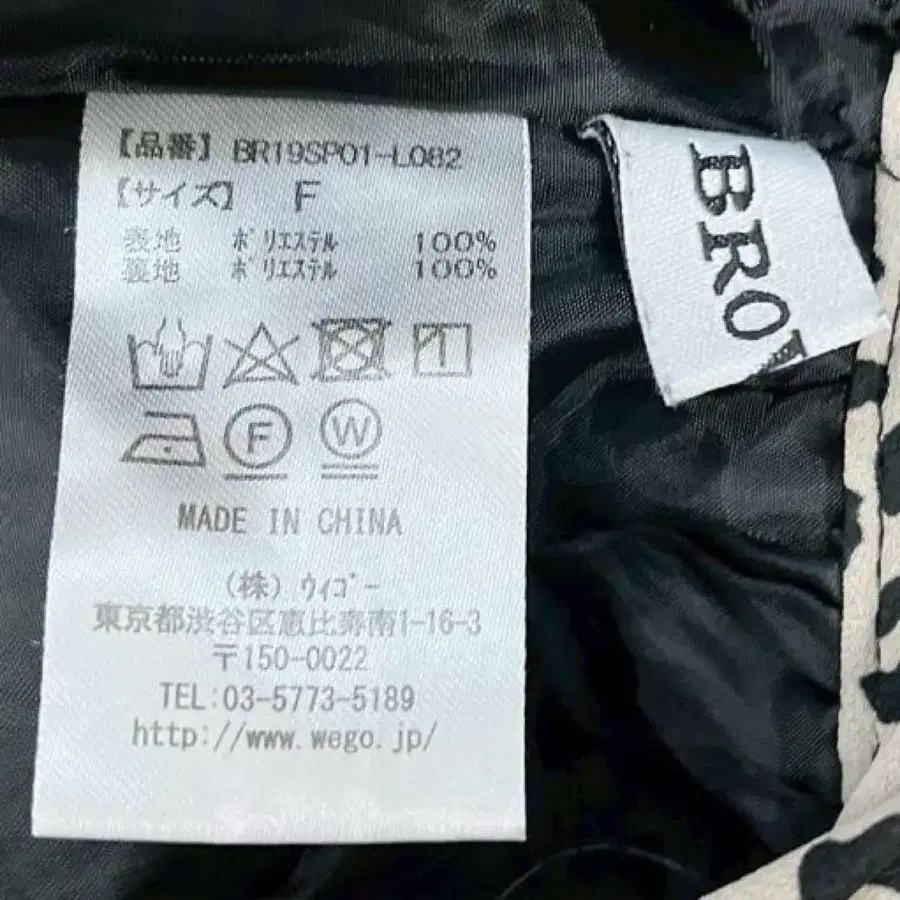 【品番】 BR19SP01-L082
【サイズ】 F
表地 ポリエステル 100%
裏地 ポリエステル 100%
F
W
MADE IN CHINA
(株) ウィゴー
東京都渋谷区恵比寿南1-16-3
〒150-0022
TEL:03-5773-5189
http://www.wego.jp/
BRO